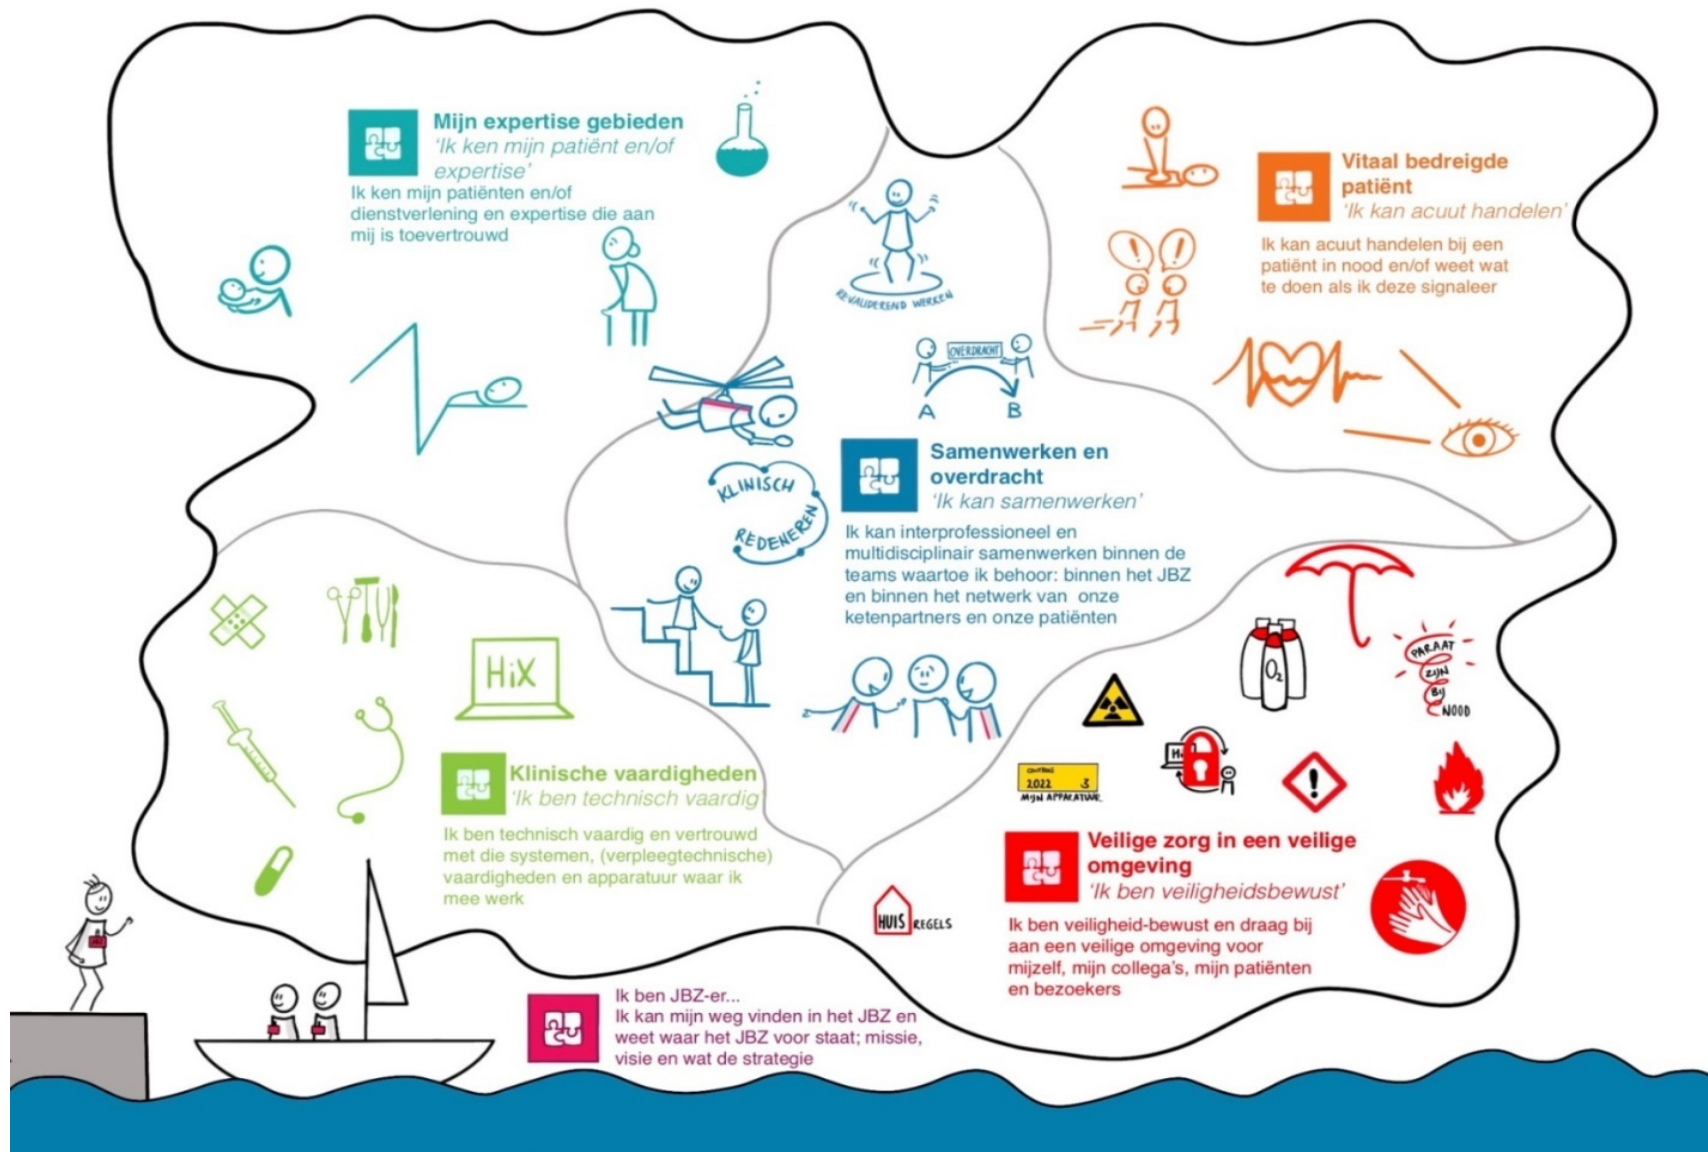 Mijn expertise gebieden
'Ik ken mijn patiënt en/of
expertise'
Ik ken mijn patiënten en/of
dienstverlening en expertise die aan
mij is toevertrouwd
REVALIDEREND WERKEN
OVERDRACHT
A B
Vitaal bedreigde
patiënt
'Ik kan acuut handelen'
Ik kan acuut handelen bij een
patiënt in nood en/of weet wat
te doen als ik deze signaleer
KLINISCH
REDENEREN
Samenwerken en
overdracht
'Ik kan samenwerken'
Ik kan interprofessioneel en
multidisciplinair samenwerken binnen de
teams waartoe ik behoor: binnen het JBZ
en binnen het netwerk van onze
ketenpartners en onze patiënten
HiX
Klinische vaardigheden
'Ik ben technisch vaardig'
Ik ben technisch vaardig en vertrouwd
met die systemen, (verpleegtechnische)
vaardigheden en apparatuur waar ik
mee werk
O2
PARAAT
ZIJN
BIJ
NOOD
CONTROLE
2022 3
MIJN APPARATUUR
Veilige zorg in een veilige
omgeving
'Ik ben veiligheidsbewust'
Ik ben veiligheid-bewust en draag bij
aan een veilige omgeving voor
mijzelf, mijn collega's, mijn patiënten
en bezoekers
HUIS REGELS
Ik ben JBZ-er...
Ik kan mijn weg vinden in het JBZ en
weet waar het JBZ voor staat; missie,
visie en wat de strategie